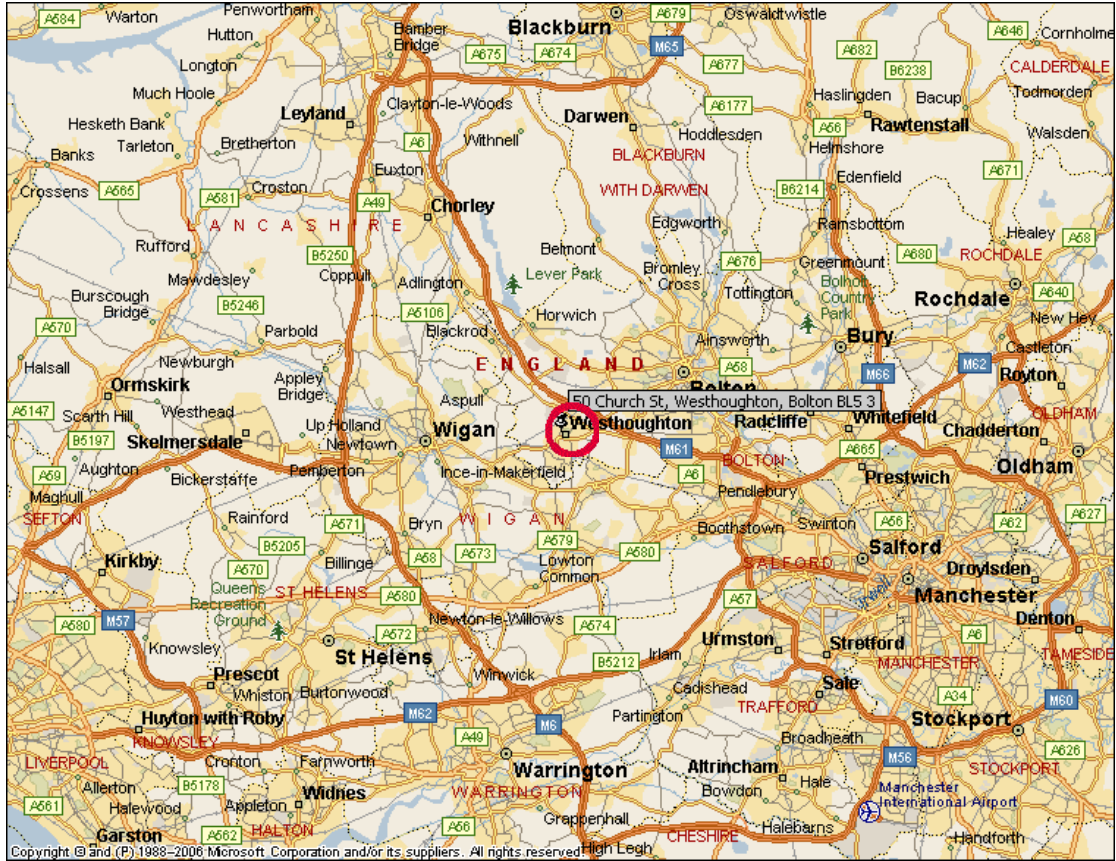 A584
Warton
Penwortham
Hutton
Longton
Bamber
Bridge
A675
A674
Blackburn
A679
Oswaldtwistle
M65
A677
A682
A646
Cornholme
B6238
CALDERDALE
Todmorden
Much Hoole
Hesketh Bank
Tarleton
Bretherton
Leyland
Clayton-le-Woods
A6
Withnell
Darwen
Hoddlesden
A6177
Haslingden
Bacup
A56
Rawtenstall
Walsden
Helmshore
Banks
Crossens
A565
A581
Croston
Euxton
A49
Chorley
BLACKBURN
WITH DARWEN
B6214
Edenfield
A671
LANCASHIRE
Rufford
B5250
Edgworth
Ramsbottom
Healey
A58
Mawdesley
Coppull
Adlington
Belmont
Lever Park
Bromley
Cross
A676
Greenmount
A680
ROCHDALE
Tottington
Bolholt
Country
Park
Rochdale
A640
Burscough
Bridge
B5246
A5106
Horwich
New Hey
A570
Parbold
Blackrod
Ainsworth
Bury
Castleton
Halsall
Newburgh
ENGLAND
A58
M66
M62
Royton
Appley
Bridge
Ormskirk
Bolton
A5147
Scarth Hill
Westhead
Aspull
50 Church St, Westhoughton, Bolton BL5 3
OLDHAM
B5197
Skelmersdale
Up Holland
Newtown
Wigan
Westhoughton
Radcliffe
Whitefield
Chadderton
M61
A665
A59
Aughton
Bickerstaffe
Pemberton
Ince-in-Makerfield
A6
BOLTON
Prestwich
Oldham
Maghull
Pendlebury
SEFTON
Rainford
A571
Bryn
WIGAN
Boothstown
Swinton
A56
A62
A627
B5205
A579
Kirkby
A570
Billinge
A58
A573
A580
Lowton
Common
SALFORD
Salford
Droylsden
Queens
Recreation
Ground
ST HELENS
A580
A57
Irwell
Manchester
A580
M57
Newton-le-Willows
A574
Denton
A572
Knowsley
St Helens
Urmston
Stretford
A6
B5212
Irlam
MANCHESTER
TAMESIDE
Prescot
Winwick
Whiston
Burtonwood
Cadishead
Sale
A34
M60
Huyton with Roby
M62
M6
Partington
TRAFFORD
Stockport
KNOWSLEY
A49
Broadheath
M56
A626
LIVERPOOL
Cronton
Farnworth
Warrington
Altrincham
STOCKPORT
B5178
Allerton
Hale
Manchester
International Airport
A561
Halewood
Appleton
Widnes
WARRINGTON
Bowdon
Garston
A562
HALTON
A56
Grappenhall
CHESHIRE
Halebarns
Handforth
High Legh
Copyright © and (P) 1988–2006 Microsoft Corporation and/or its suppliers. All rights reserved.